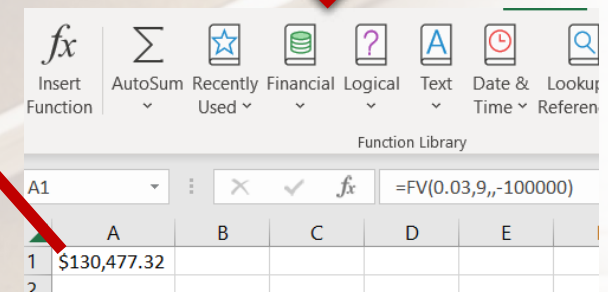 fx
Insert Function
AutoSum
Recently Used
Financial
Logical
Text
Date & Time
Lookup
Referen
Function Library
A1
fx
=FV(0.03,9,,-100000)
A B C D E
1 $130,477.32
2